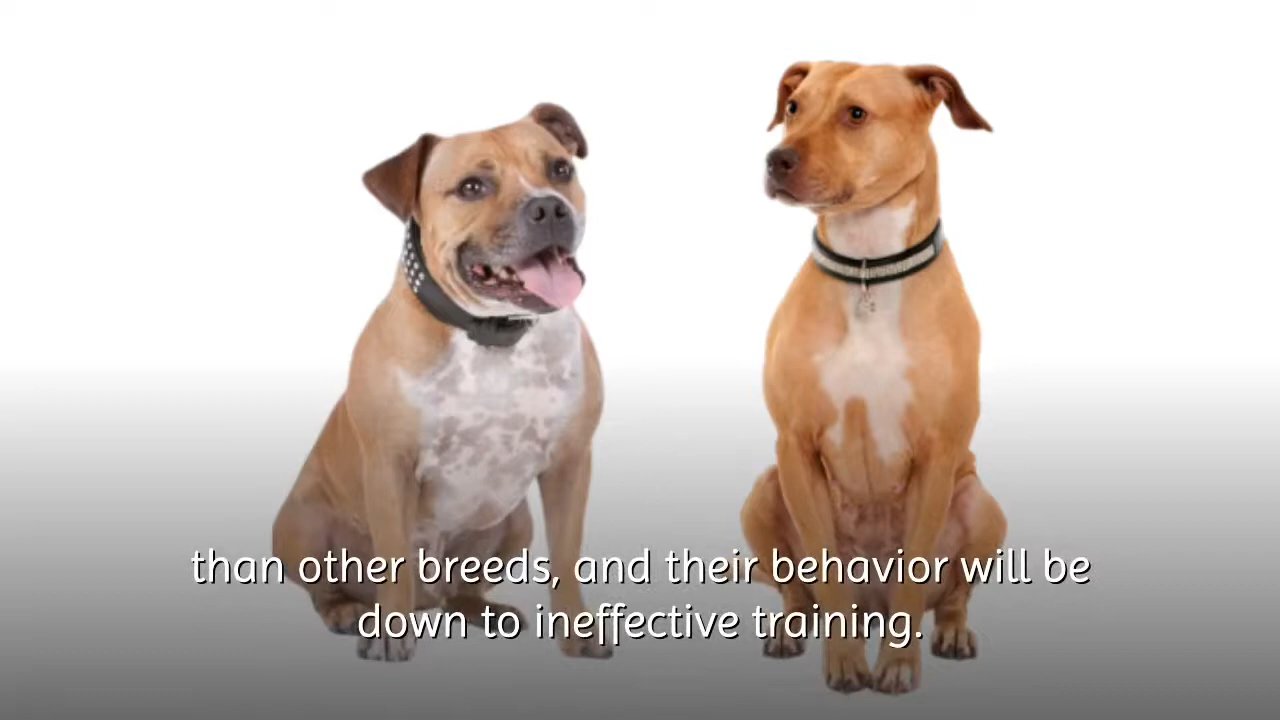 than other breeds, and their behavior will be
down to ineffective training.